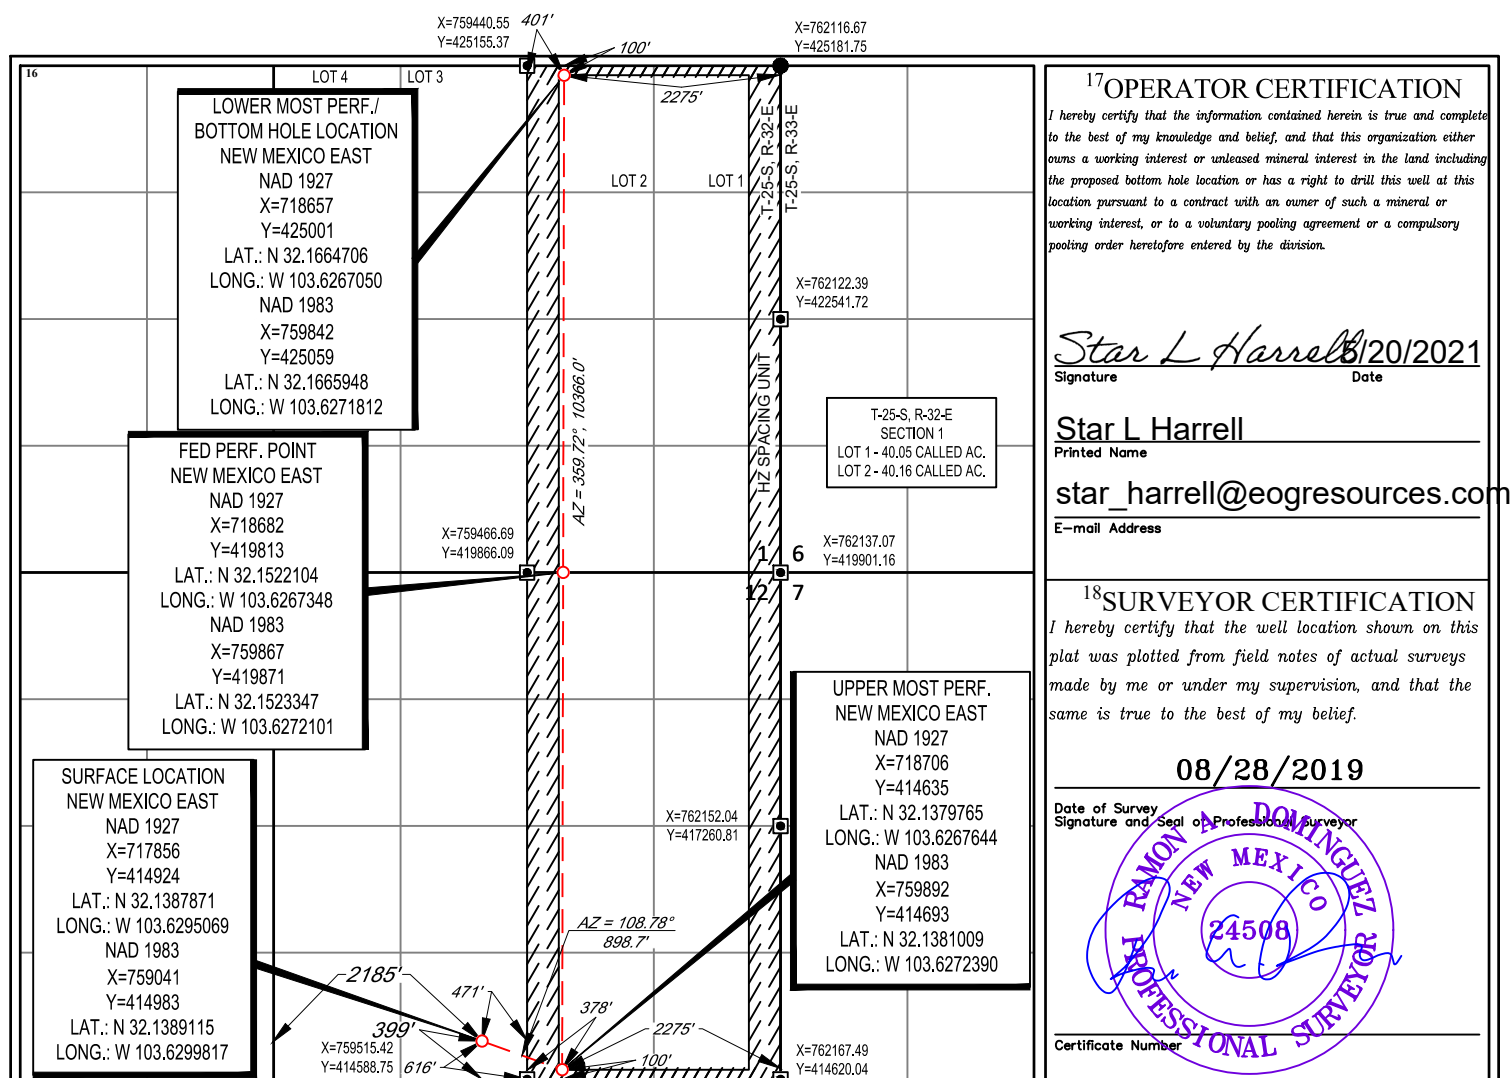 X=759440.55
Y=425155.37
401'
100'
X=762116.67
Y=425181.75
16
LOT 4
LOT 3
2275'
LOWER MOST PERF./
BOTTOM HOLE LOCATION
NEW MEXICO EAST
NAD 1927
X=718657
Y=425001
LAT.: N 32.1664706
LONG.: W 103.6267050
NAD 1983
X=759842
Y=425059
LAT.: N 32.1665948
LONG.: W 103.6271812
LOT 2
LOT 1
T-25-S, R-32-E
T-25-S, R-33-E
X=762122.39
Y=422541.72
HZ SPACING UNIT
AZ = 359.72°, 10366.0'
T-25-S, R-32-E
SECTION 1
LOT 1 - 40.05 CALLED AC.
LOT 2 - 40.16 CALLED AC.
FED PERF. POINT
NEW MEXICO EAST
NAD 1927
X=718682
Y=419813
LAT.: N 32.1522104
LONG.: W 103.6267348
NAD 1983
X=759867
Y=419871
LAT.: N 32.1523347
LONG.: W 103.6272101
X=759466.69
Y=419866.09
X=762137.07
Y=419901.16
1 6
12 7
UPPER MOST PERF.
NEW MEXICO EAST
NAD 1927
X=718706
Y=414635
LAT.: N 32.1379765
LONG.: W 103.6267644
NAD 1983
X=759892
Y=414693
LAT.: N 32.1381009
LONG.: W 103.6272390
SURFACE LOCATION
NEW MEXICO EAST
NAD 1927
X=717856
Y=414924
LAT.: N 32.1387871
LONG.: W 103.6295069
NAD 1983
X=759041
Y=414983
LAT.: N 32.1389115
LONG.: W 103.6299817
X=762152.04
Y=417260.81
AZ = 108.78°
898.7'
2185'
471'
378'
399'
2275'
X=759515.42
Y=414588.75
616'
100'
X=762167.49
Y=414620.04
17OPERATOR CERTIFICATION
I hereby certify that the information contained herein is true and complete
to the best of my knowledge and belief, and that this organization either
owns a working interest or unleased mineral interest in the land including
the proposed bottom hole location or has a right to drill this well at this
location pursuant to a contract with an owner of such a mineral or
working interest, or to a voluntary pooling agreement or a compulsory
pooling order heretofore entered by the division.
Star L Harrell 5/20/2021
Signature Date
Star L Harrell
Printed Name
star_harrell@eogresources.com
E-mail Address
18SURVEYOR CERTIFICATION
I hereby certify that the well location shown on this
plat was plotted from field notes of actual surveys
made by me or under my supervision, and that the
same is true to the best of my belief.
08/28/2019
Date of Survey
Signature and Seal of Professional Surveyor
RAMON A. DOMINGUEZ
NEW MEXICO
24508
PROFESSIONAL SURVEYOR
Certificate Number